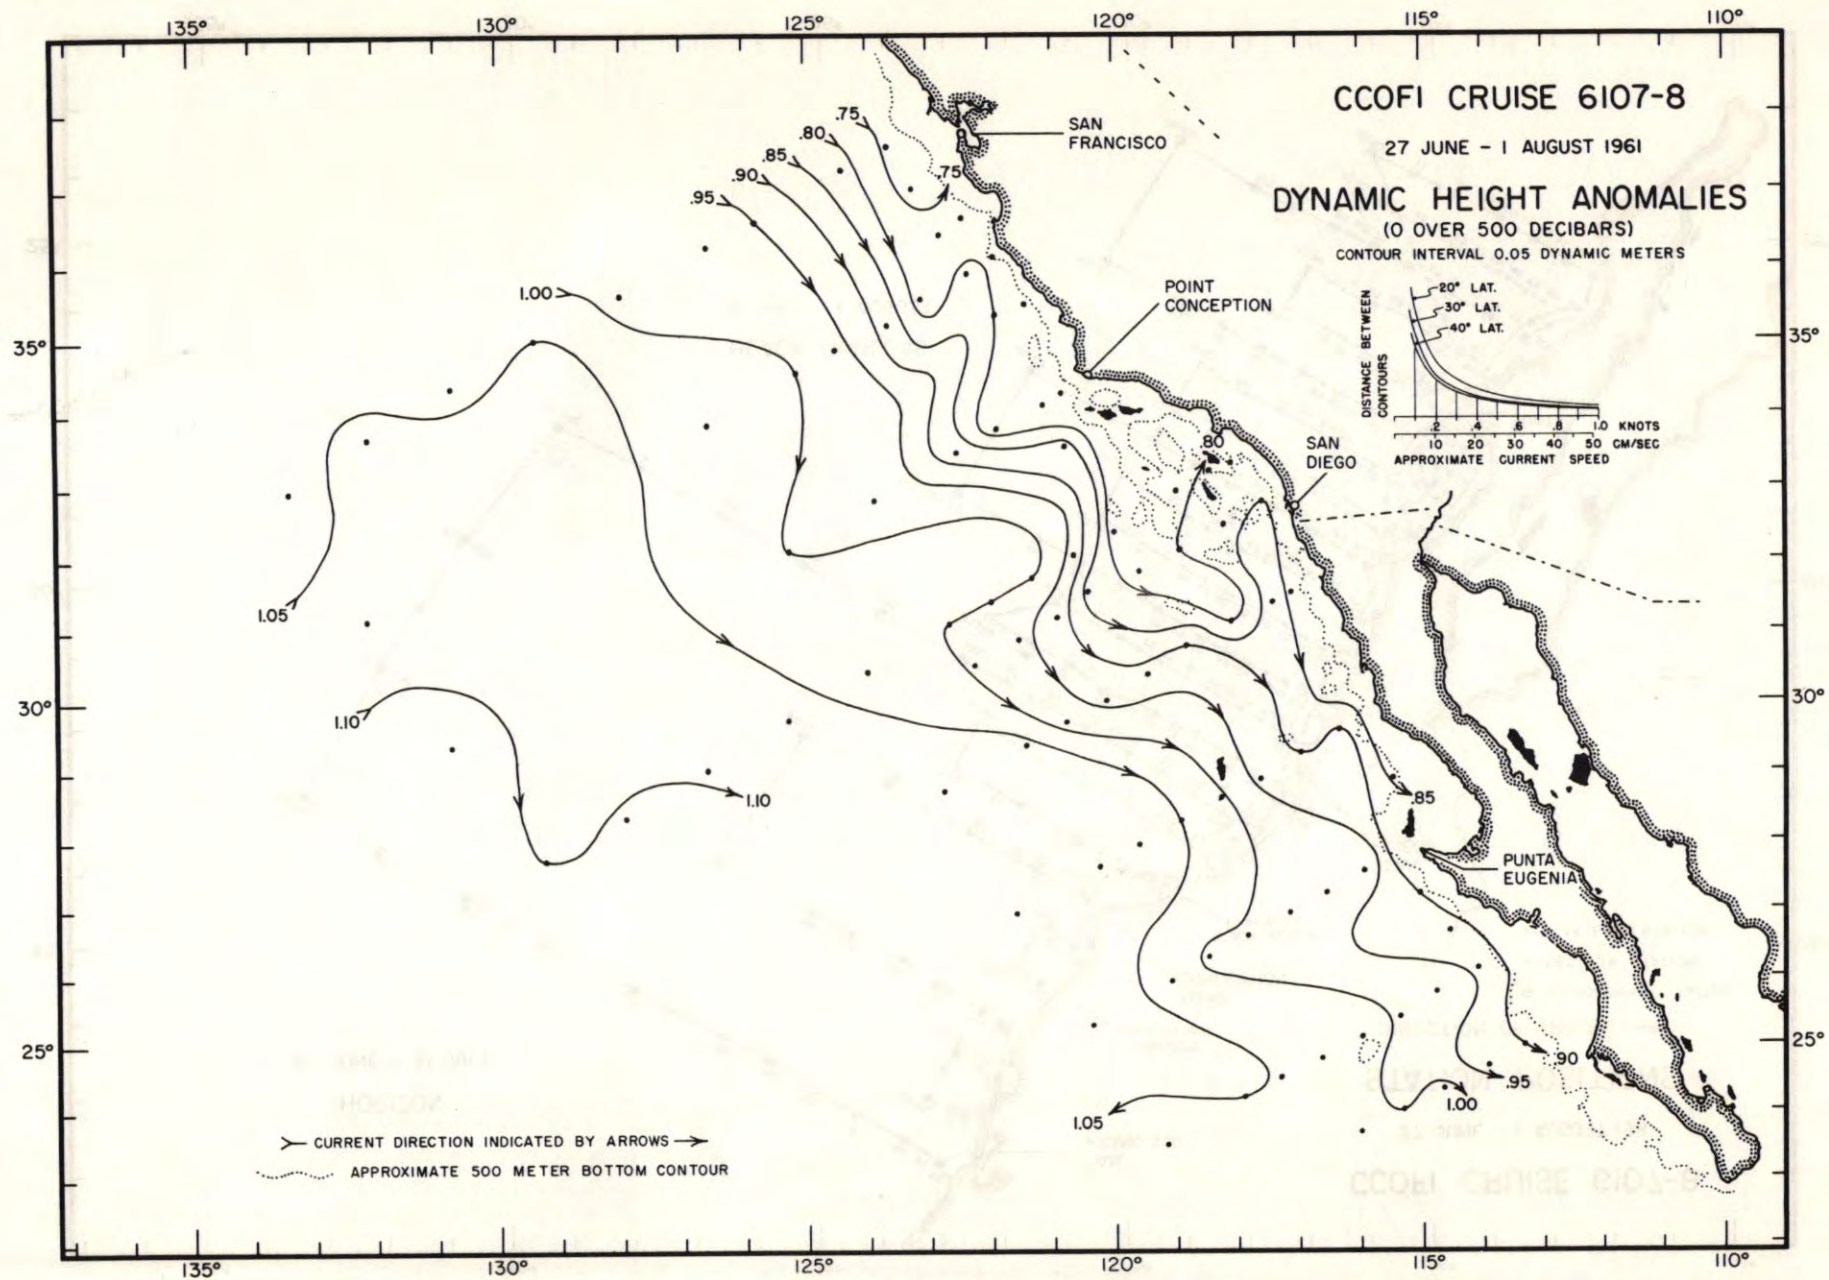 135°
130°
125°
120°
115°
110°
CCOFI CRUISE 6107-8
27 JUNE - 1 AUGUST 1961
DYNAMIC HEIGHT ANOMALIES
(0 OVER 500 DECIBARS)
CONTOUR INTERVAL 0.05 DYNAMIC METERS
20° LAT.
30° LAT.
40° LAT.
DISTANCE BETWEEN
CONTOURS
.2 .4 .6 .8 1.0 KNOTS
10 20 30 40 50 CM/SEC
APPROXIMATE CURRENT SPEED
SAN
FRANCISCO
POINT
CONCEPTION
SAN
DIEGO
PUNTA
EUGENIA
.75
.80
.85
.90
.95
.75
1.00
35°
35°
.80
1.05
30°
30°
1.10
1.10
.85
25°
25°
.90
.95
1.00
1.05
CURRENT DIRECTION INDICATED BY ARROWS
APPROXIMATE 500 METER BOTTOM CONTOUR
135°
130°
125°
120°
115°
110°